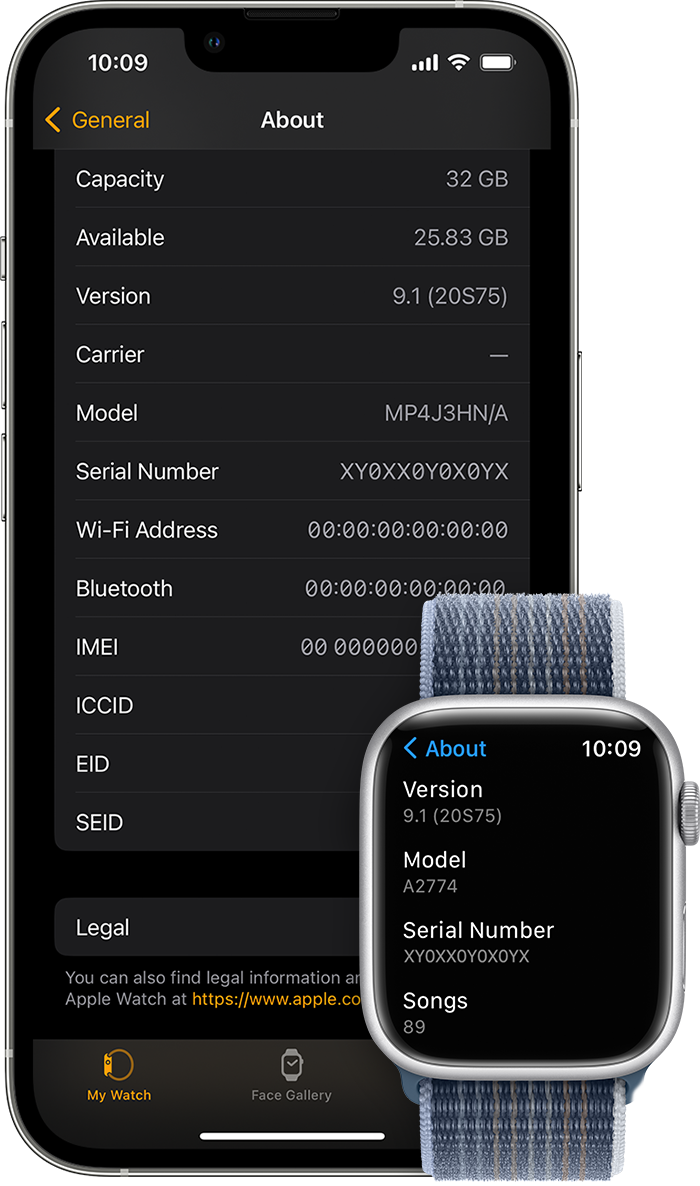 10:09
General
About
Capacity
32 GB
Available
25.83 GB
Version
9.1 (20S75)
Carrier
—
Model
MP4J3HN/A
Serial Number
XY0XX0Y0X0YX
Wi-Fi Address
00:00:00:00:00:00
Bluetooth
00:00:00:00:00:00
IMEI
00 000000
ICCID
EID
SEID
Legal
You can also find legal information
Apple Watch at https://www.apple.co
My Watch
Face Gallery
About
10:09
Version
9.1 (20S75)
Model
A2774
Serial Number
XY0XX0Y0X0YX
Songs
89